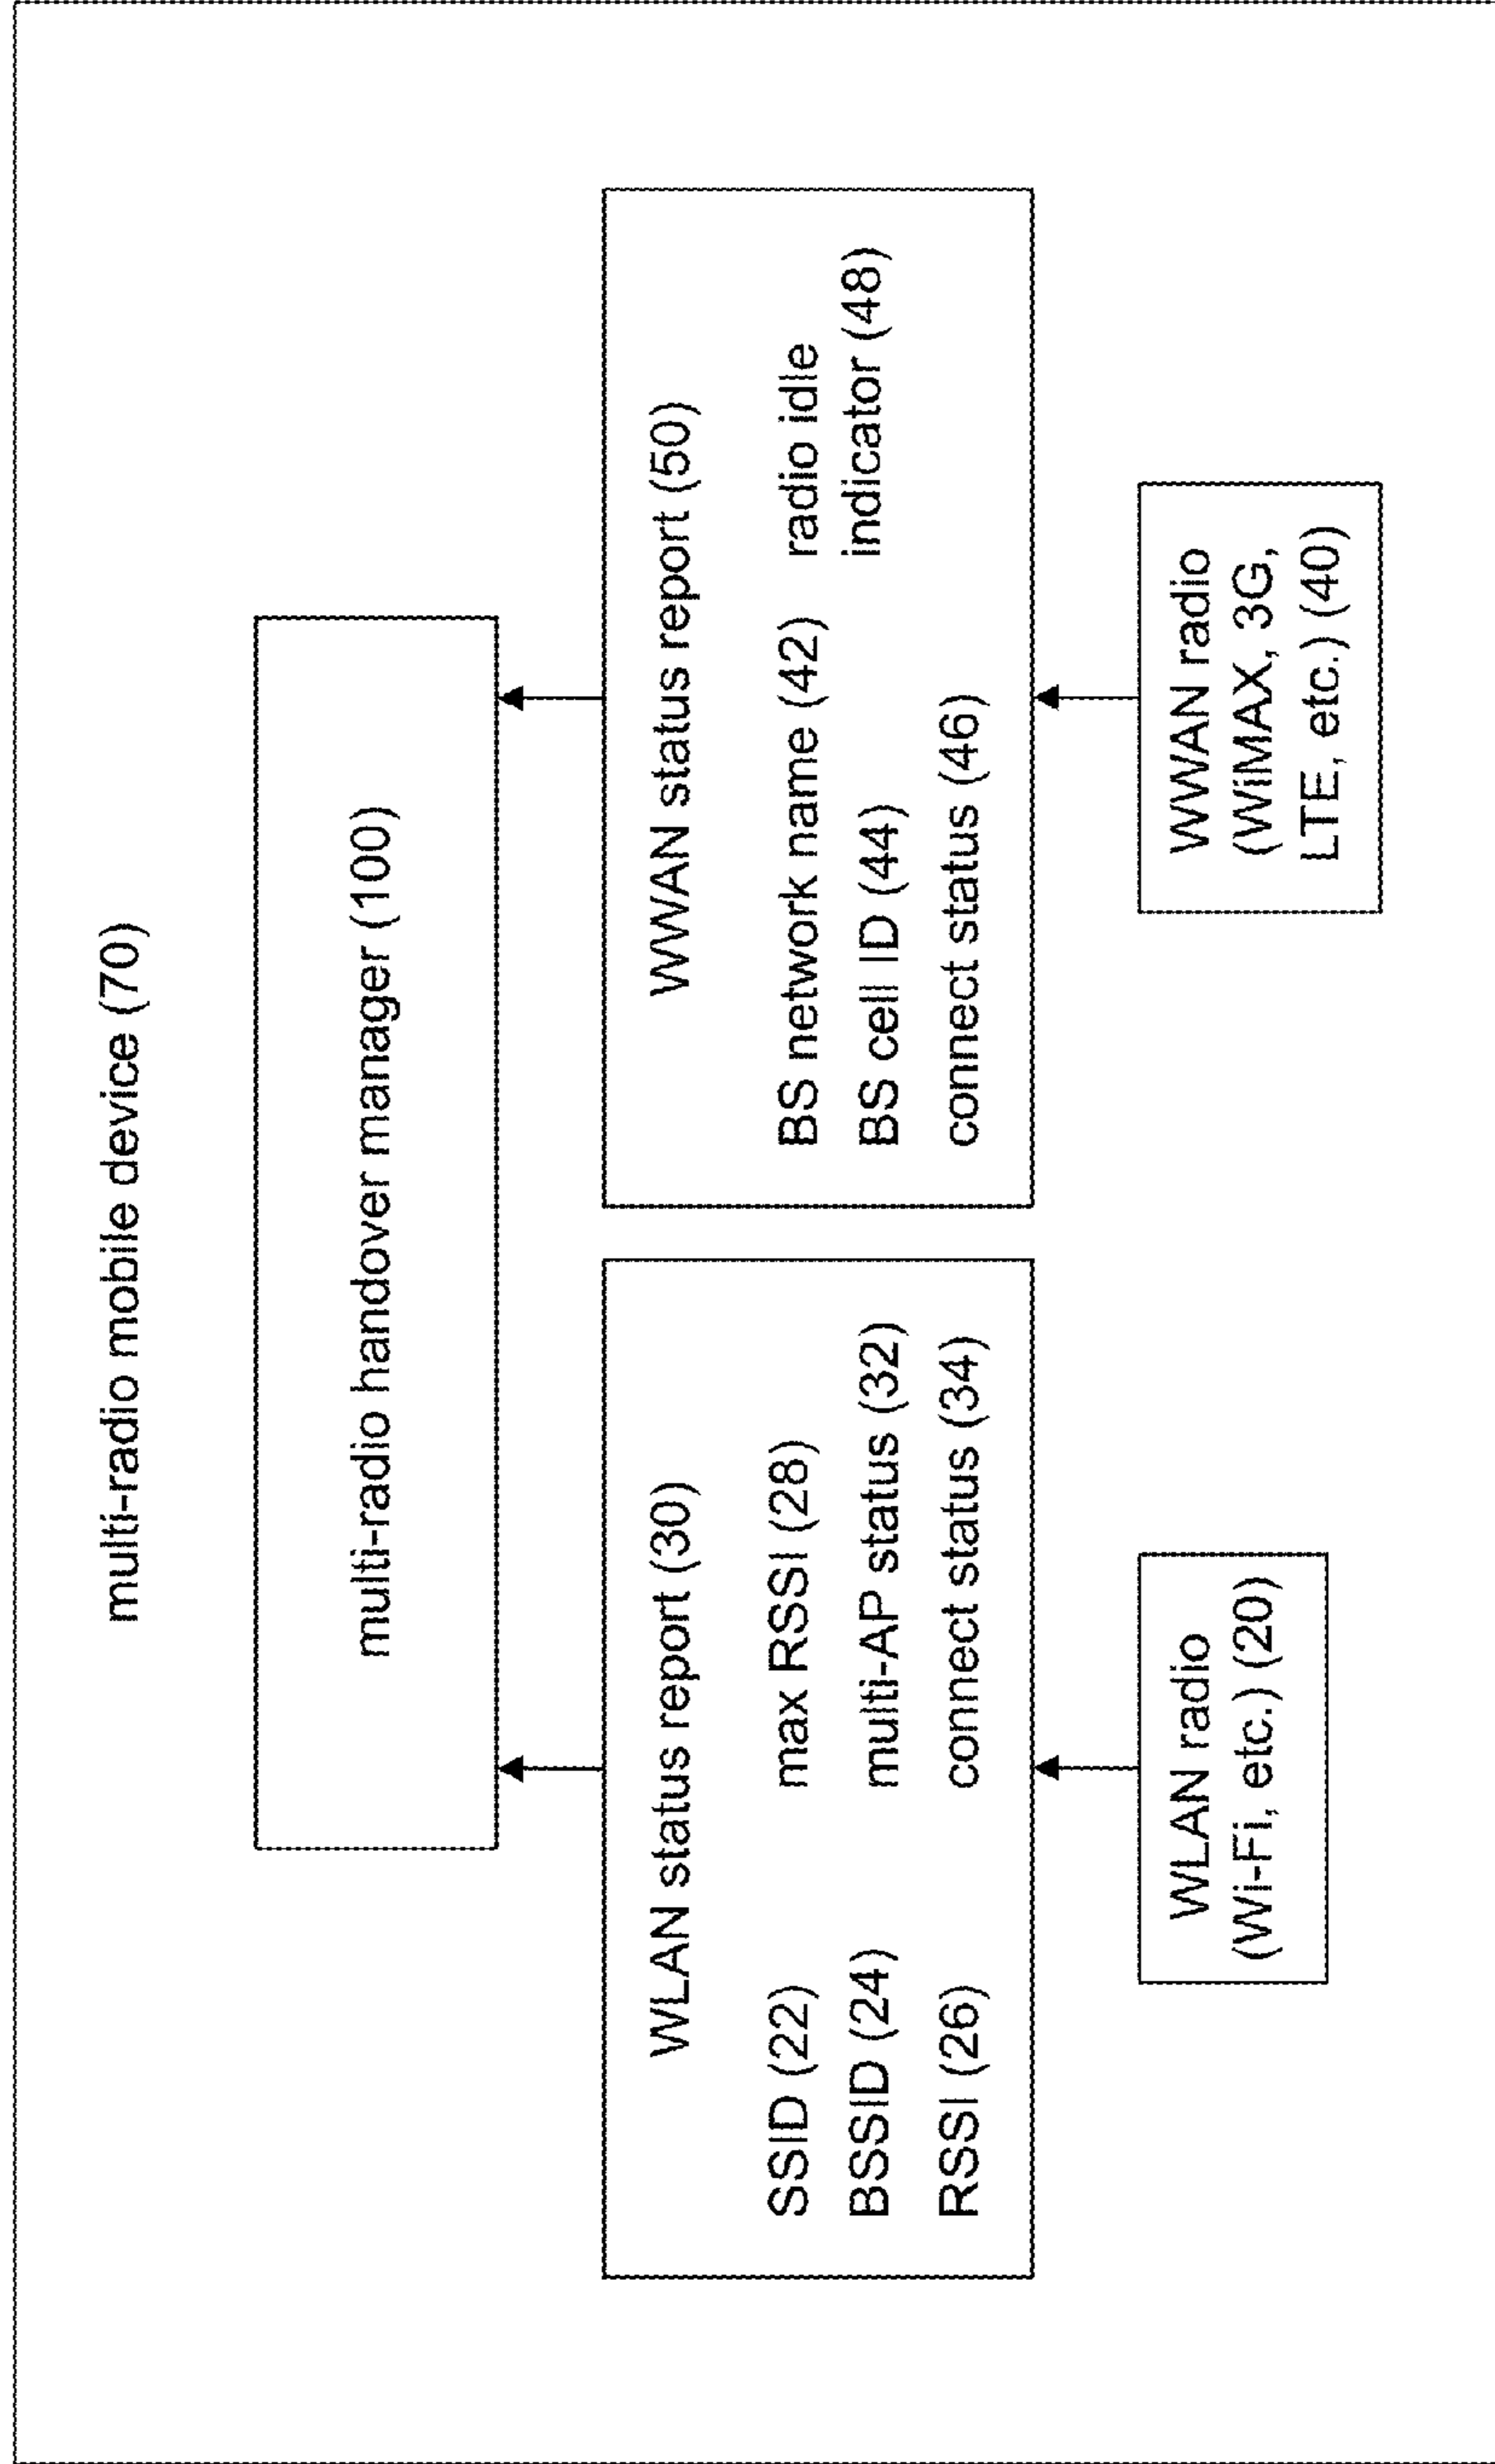 multi-radio mobile device (70)
multi-radio handover manager (100)
WLAN status report (30)
SSID (22)
BSSID (24)
RSSI (26)
max RSSI (28)
multi-AP status (32)
connect status (34)
WWAN status report (50)
BS network name (42)
BS cell ID (44)
connect status (46)
radio idle
indicator (48)
WLAN radio
(Wi-Fi, etc.) (20)
WWAN radio
(WiMAX, 3G,
LTE, etc.) (40)